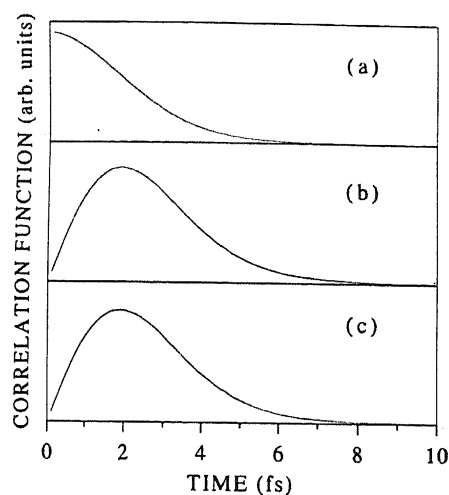 CORRELATION FUNCTION (arb. units)
(a)
(b)
(c)
0 2 4 6 8 10
TIME (fs)